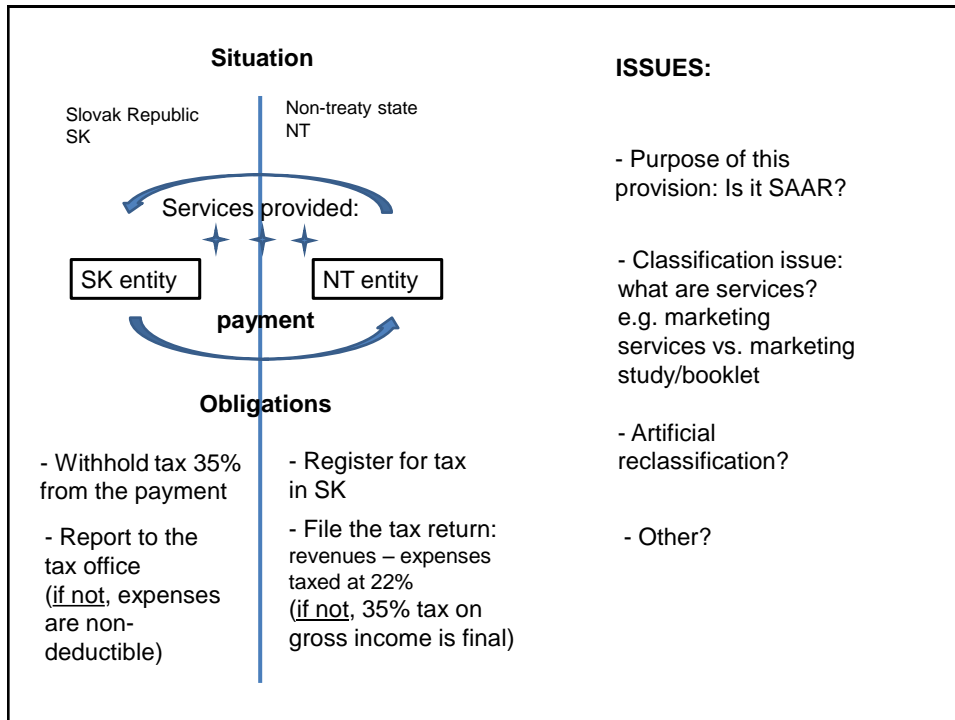 Situation
Slovak Republic
SK
Non-treaty state
NT
Services provided:
SK entity
NT entity
payment
Obligations
- Withhold tax 35%
from the payment
- Report to the
tax office
(if not, expenses
are non-
deductible)
- Register for tax
in SK
- File the tax return:
revenues – expenses
taxed at 22%
(if not, 35% tax on
gross income is final)
ISSUES:
- Purpose of this
provision: Is it SAAR?
- Classification issue:
what are services?
e.g. marketing
services vs. marketing
study/booklet
- Artificial
reclassification?
- Other?